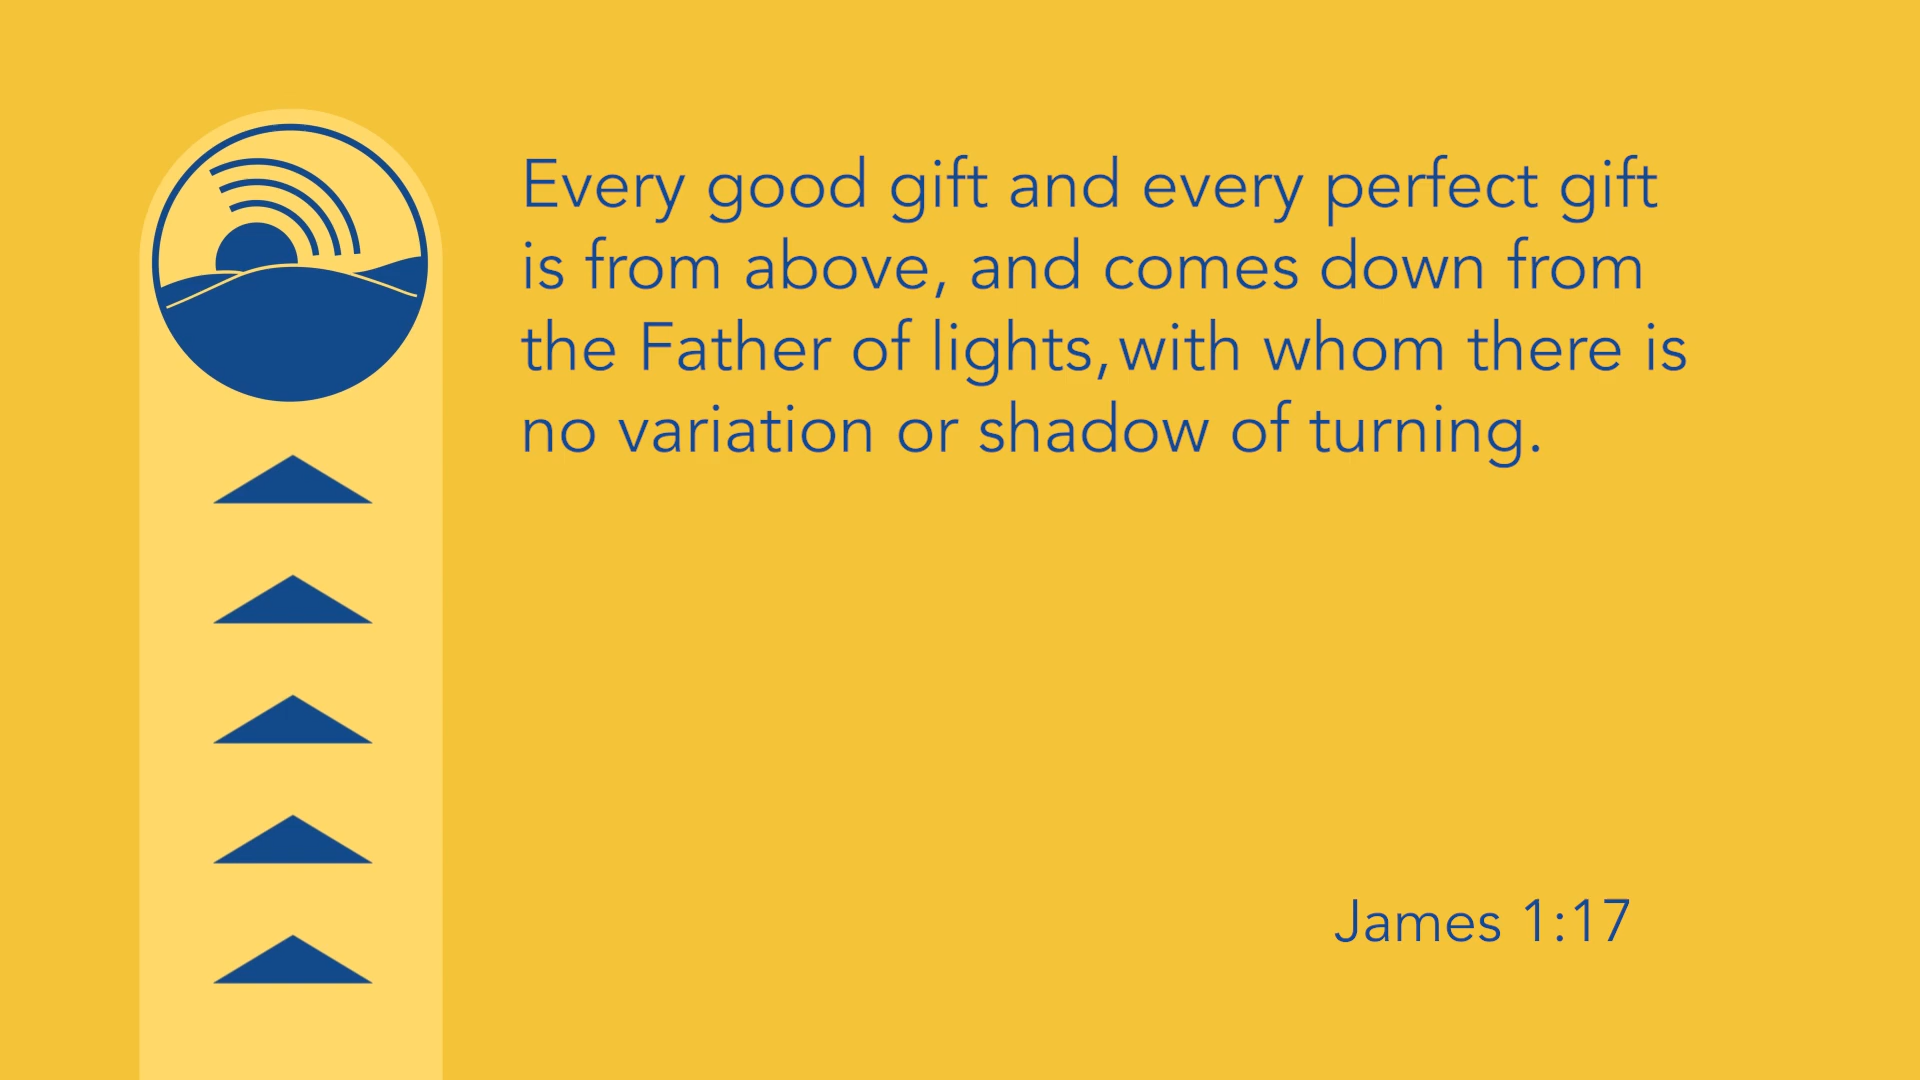 Every good gift and every perfect gift
is from above, and comes down from
the Father of lights,with whom there is
no variation or shadow of turning.
James 1:17